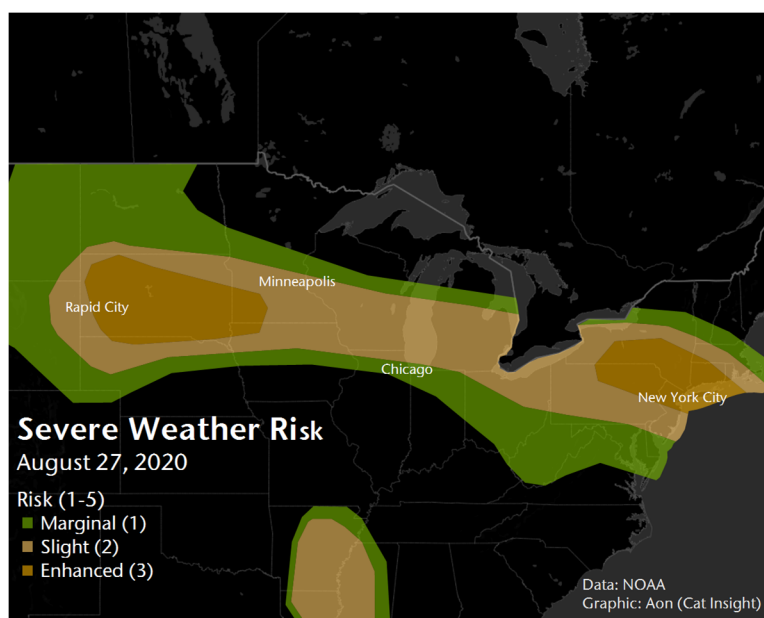 Minneapolis
Rapid City
Chicago
New York City
Severe Weather Risk
August 27, 2020
Risk (1-5)
Marginal (1)
Slight (2)
Enhanced (3)
Data: NOAA
Graphic: Aon (Cat Insight)